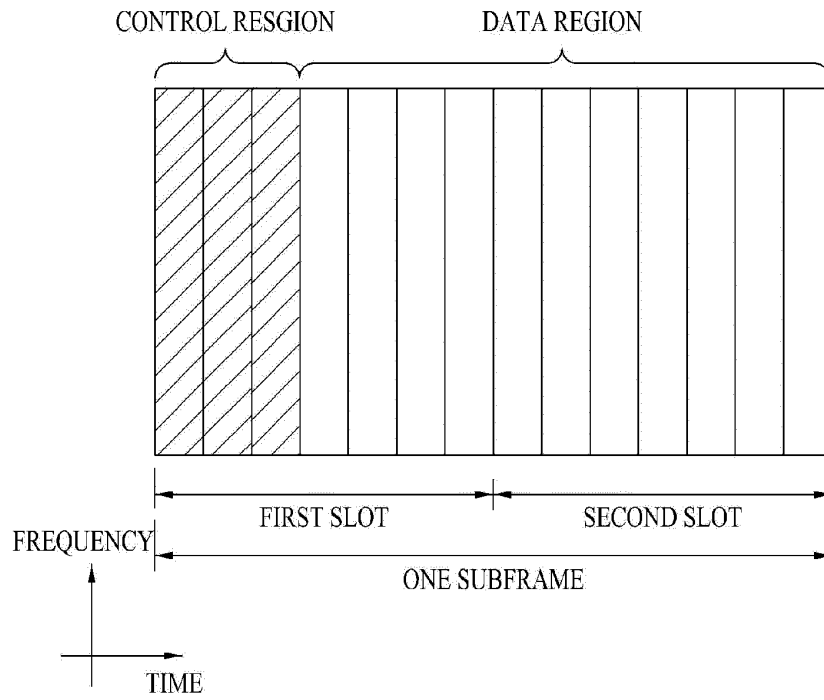 CONTROL RESGION
DATA REGION
FIRST SLOT
SECOND SLOT
FREQUENCY
ONE SUBFRAME
TIME